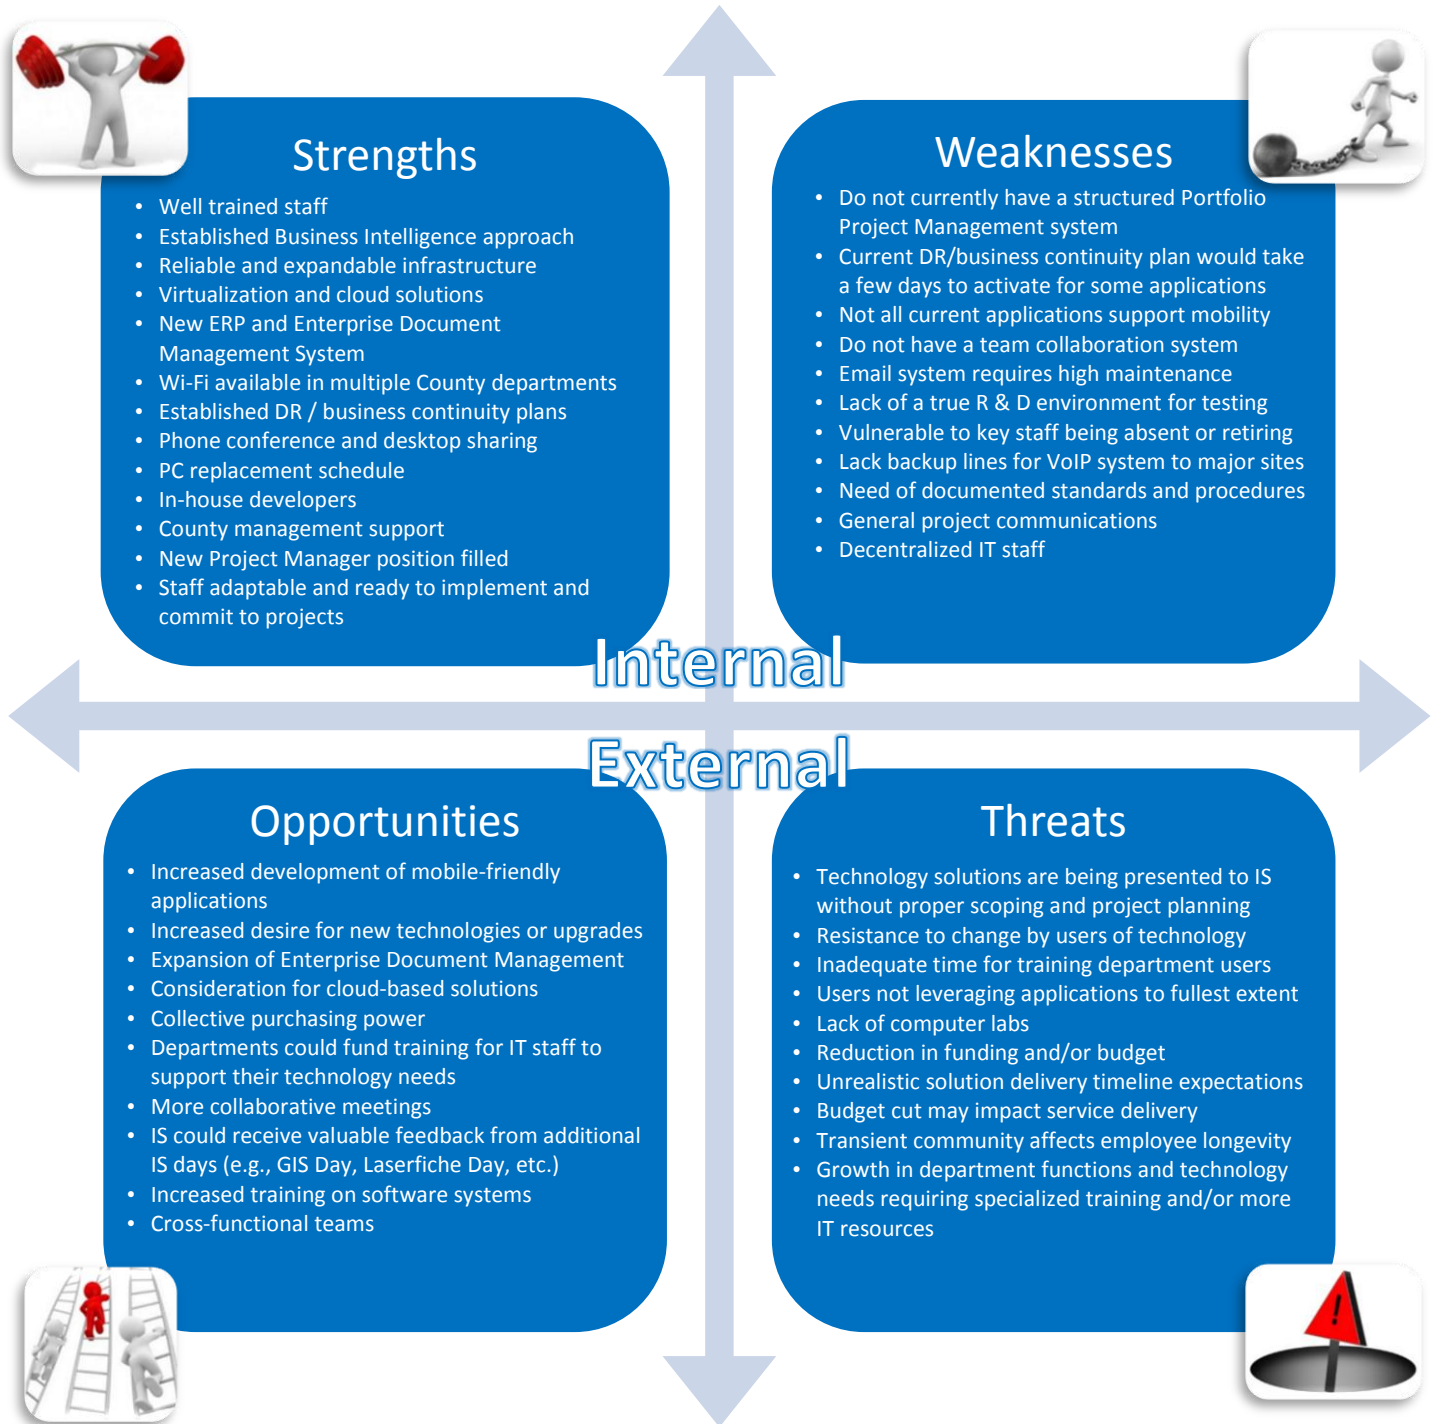 Strengths
• Well trained staff
• Established Business Intelligence approach
• Reliable and expandable infrastructure
• Virtualization and cloud solutions
• New ERP and Enterprise Document
Management System
• Wi-Fi available in multiple County departments
• Established DR / business continuity plans
• Phone conference and desktop sharing
• PC replacement schedule
• In-house developers
• County management support
• New Project Manager position filled
• Staff adaptable and ready to implement and
commit to projects
Weaknesses
• Do not currently have a structured Portfolio
Project Management system
• Current DR/business continuity plan would take
a few days to activate for some applications
• Not all current applications support mobility
• Do not have a team collaboration system
• Email system requires high maintenance
• Lack of a true R & D environment for testing
• Vulnerable to key staff being absent or retiring
• Lack backup lines for VoIP system to major sites
• Need of documented standards and procedures
• General project communications
• Decentralized IT staff
Internal
External
Opportunities
• Increased development of mobile-friendly
applications
• Increased desire for new technologies or upgrades
• Expansion of Enterprise Document Management
• Consideration for cloud-based solutions
• Collective purchasing power
• Departments could fund training for IT staff to
support their technology needs
• More collaborative meetings
• IS could receive valuable feedback from additional
IS days (e.g., GIS Day, Laserfiche Day, etc.)
• Increased training on software systems
• Cross-functional teams
Threats
• Technology solutions are being presented to IS
without proper scoping and project planning
• Resistance to change by users of technology
• Inadequate time for training department users
• Users not leveraging applications to fullest extent
• Lack of computer labs
• Reduction in funding and/or budget
• Unrealistic solution delivery timeline expectations
• Budget cut may impact service delivery
• Transient community affects employee longevity
• Growth in department functions and technology
needs requiring specialized training and/or more
IT resources
!